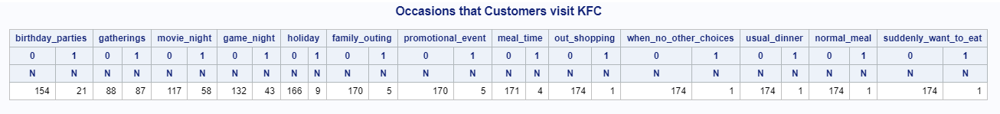 Occasions that Customers visit KFC
birthday_parties gatherings movie_night game_night holiday family_outing promotional_event meal_time out_shopping when_no_other_choices usual_dinner normal_meal suddenly_want_to_eat
0 1 0 1 0 1 0 1 0 1 0 1 0 1 0 1 0 1 0 1 0 1 0 1 0 1
N N N N N N N N N N N N N N N N N N N N N N N N N N
154 21 88 87 117 58 132 43 166 9 170 5 170 5 171 4 174 1 174 1 174 1 174 1 174 1